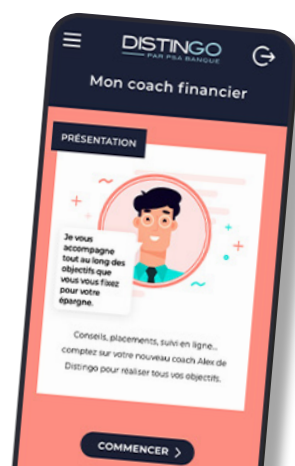 DISTINGO
PAR PSA BANQUE
Mon coach financier
PRÉSENTATION
Je vous
accompagne
tout au long des
objectifs que
vous vous fixez
pour votre
épargne.
Conseils, placements, suivi en ligne...
comptez sur votre nouveau coach Alex de
Distingo pour réaliser tous vos objectifs.
COMMENCER >